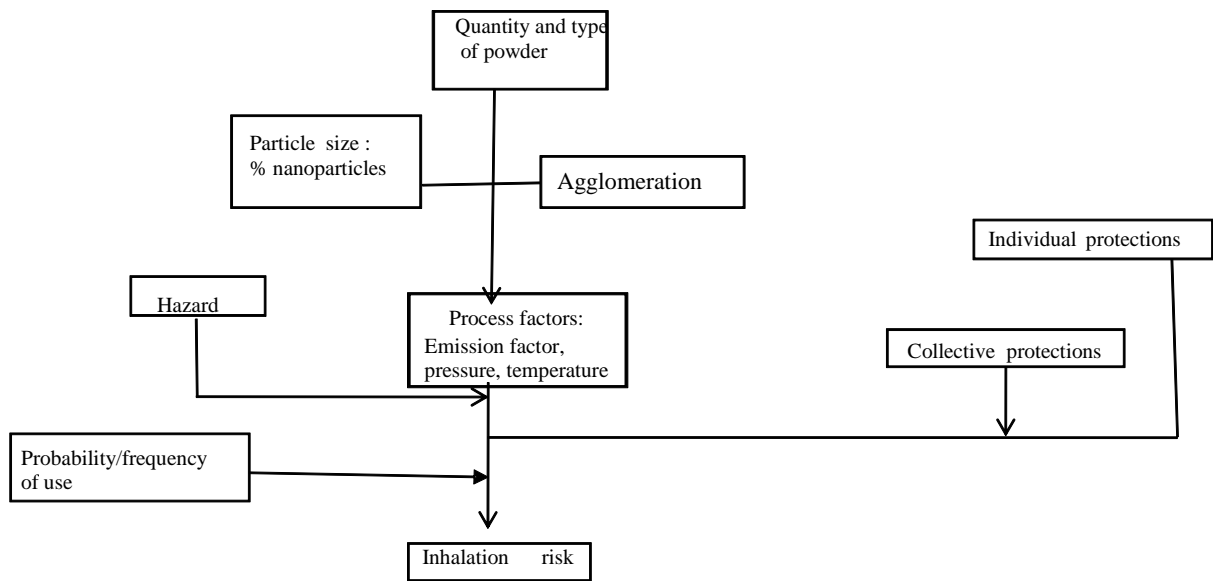 Quantity and type
of powder
Particle size :
% nanoparticles
Agglomeration
Individual protections
Hazard
Process factors:
Emission factor,
pressure, temperature
Collective protections
Probability/frequency
of use
Inhalation risk